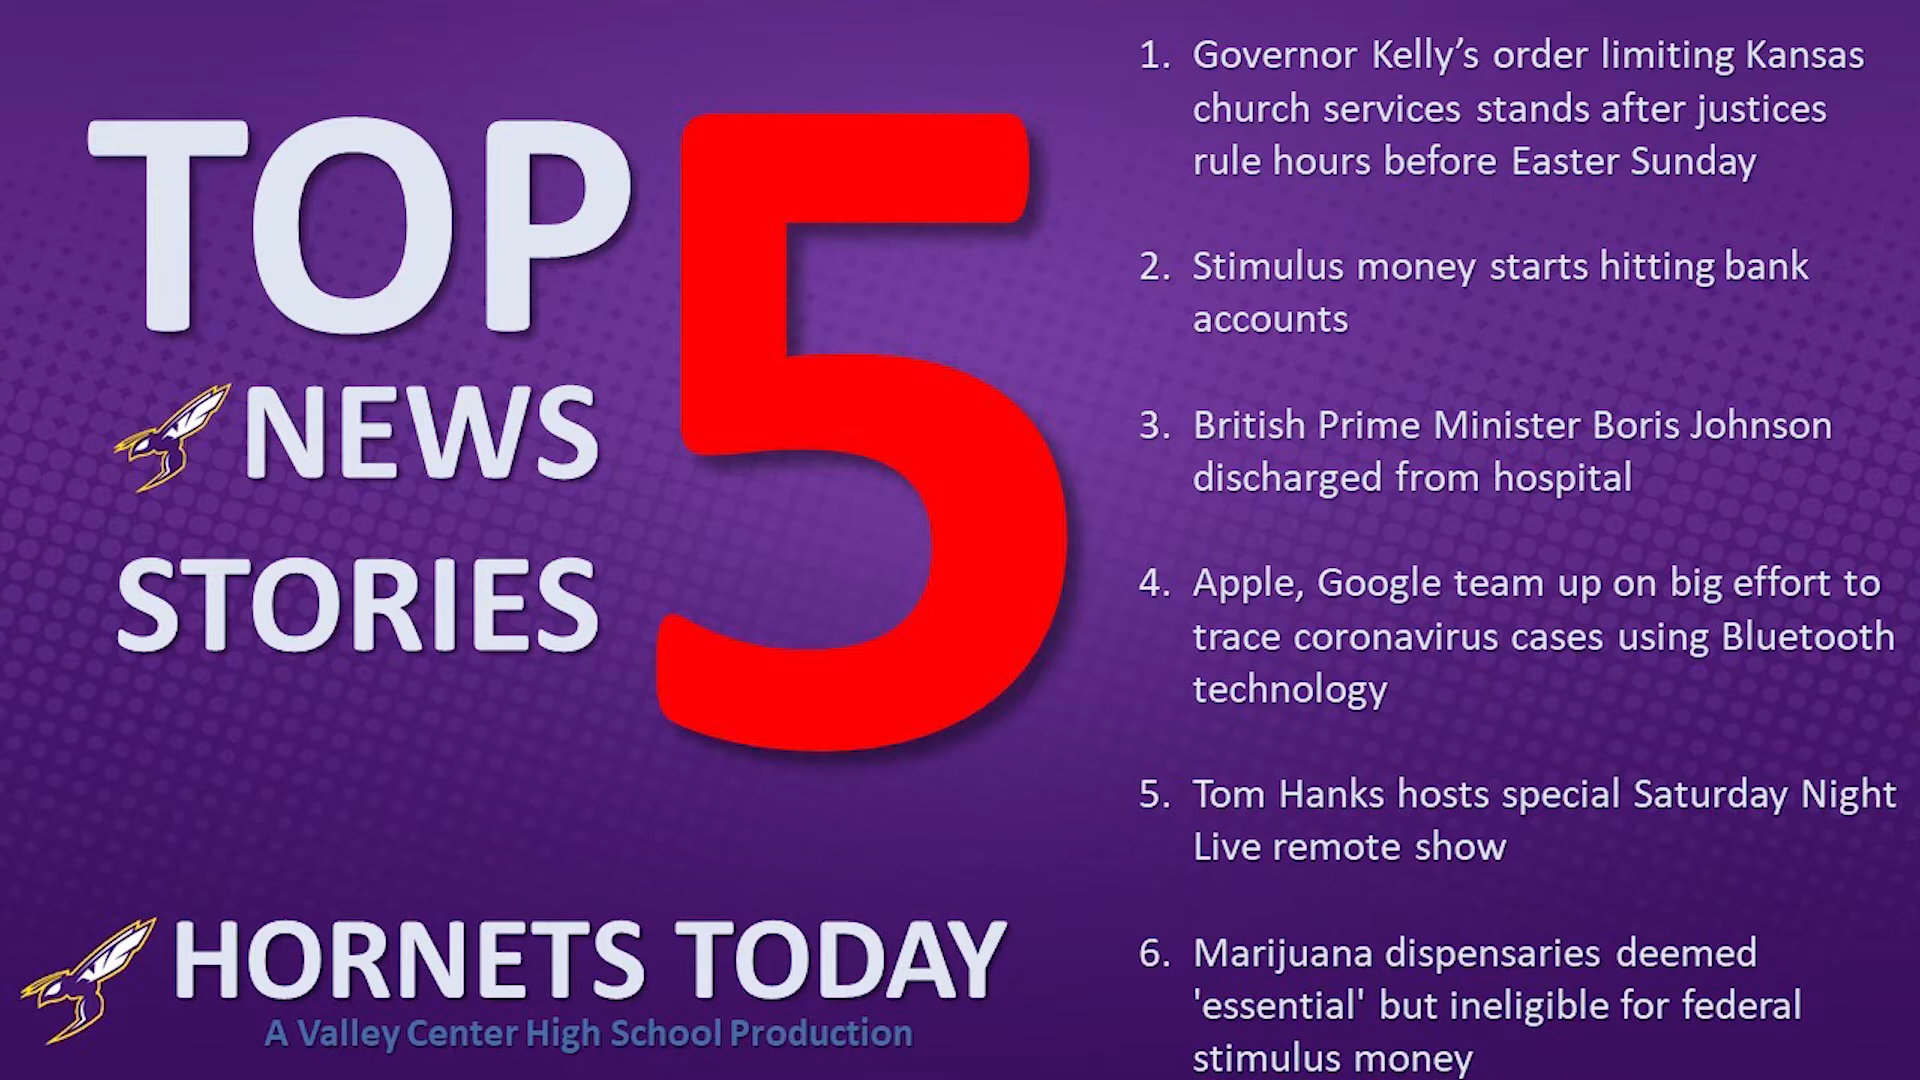 TOP 5
NEWS
STORIES
HORNETS TODAY
A Valley Center High School Production
1. Governor Kelly’s order limiting Kansas
church services stands after justices
rule hours before Easter Sunday
2. Stimulus money starts hitting bank
accounts
3. British Prime Minister Boris Johnson
discharged from hospital
4. Apple, Google team up on big effort to
trace coronavirus cases using Bluetooth
technology
5. Tom Hanks hosts special Saturday Night
Live remote show
6. Marijuana dispensaries deemed
'essential' but ineligible for federal
stimulus money